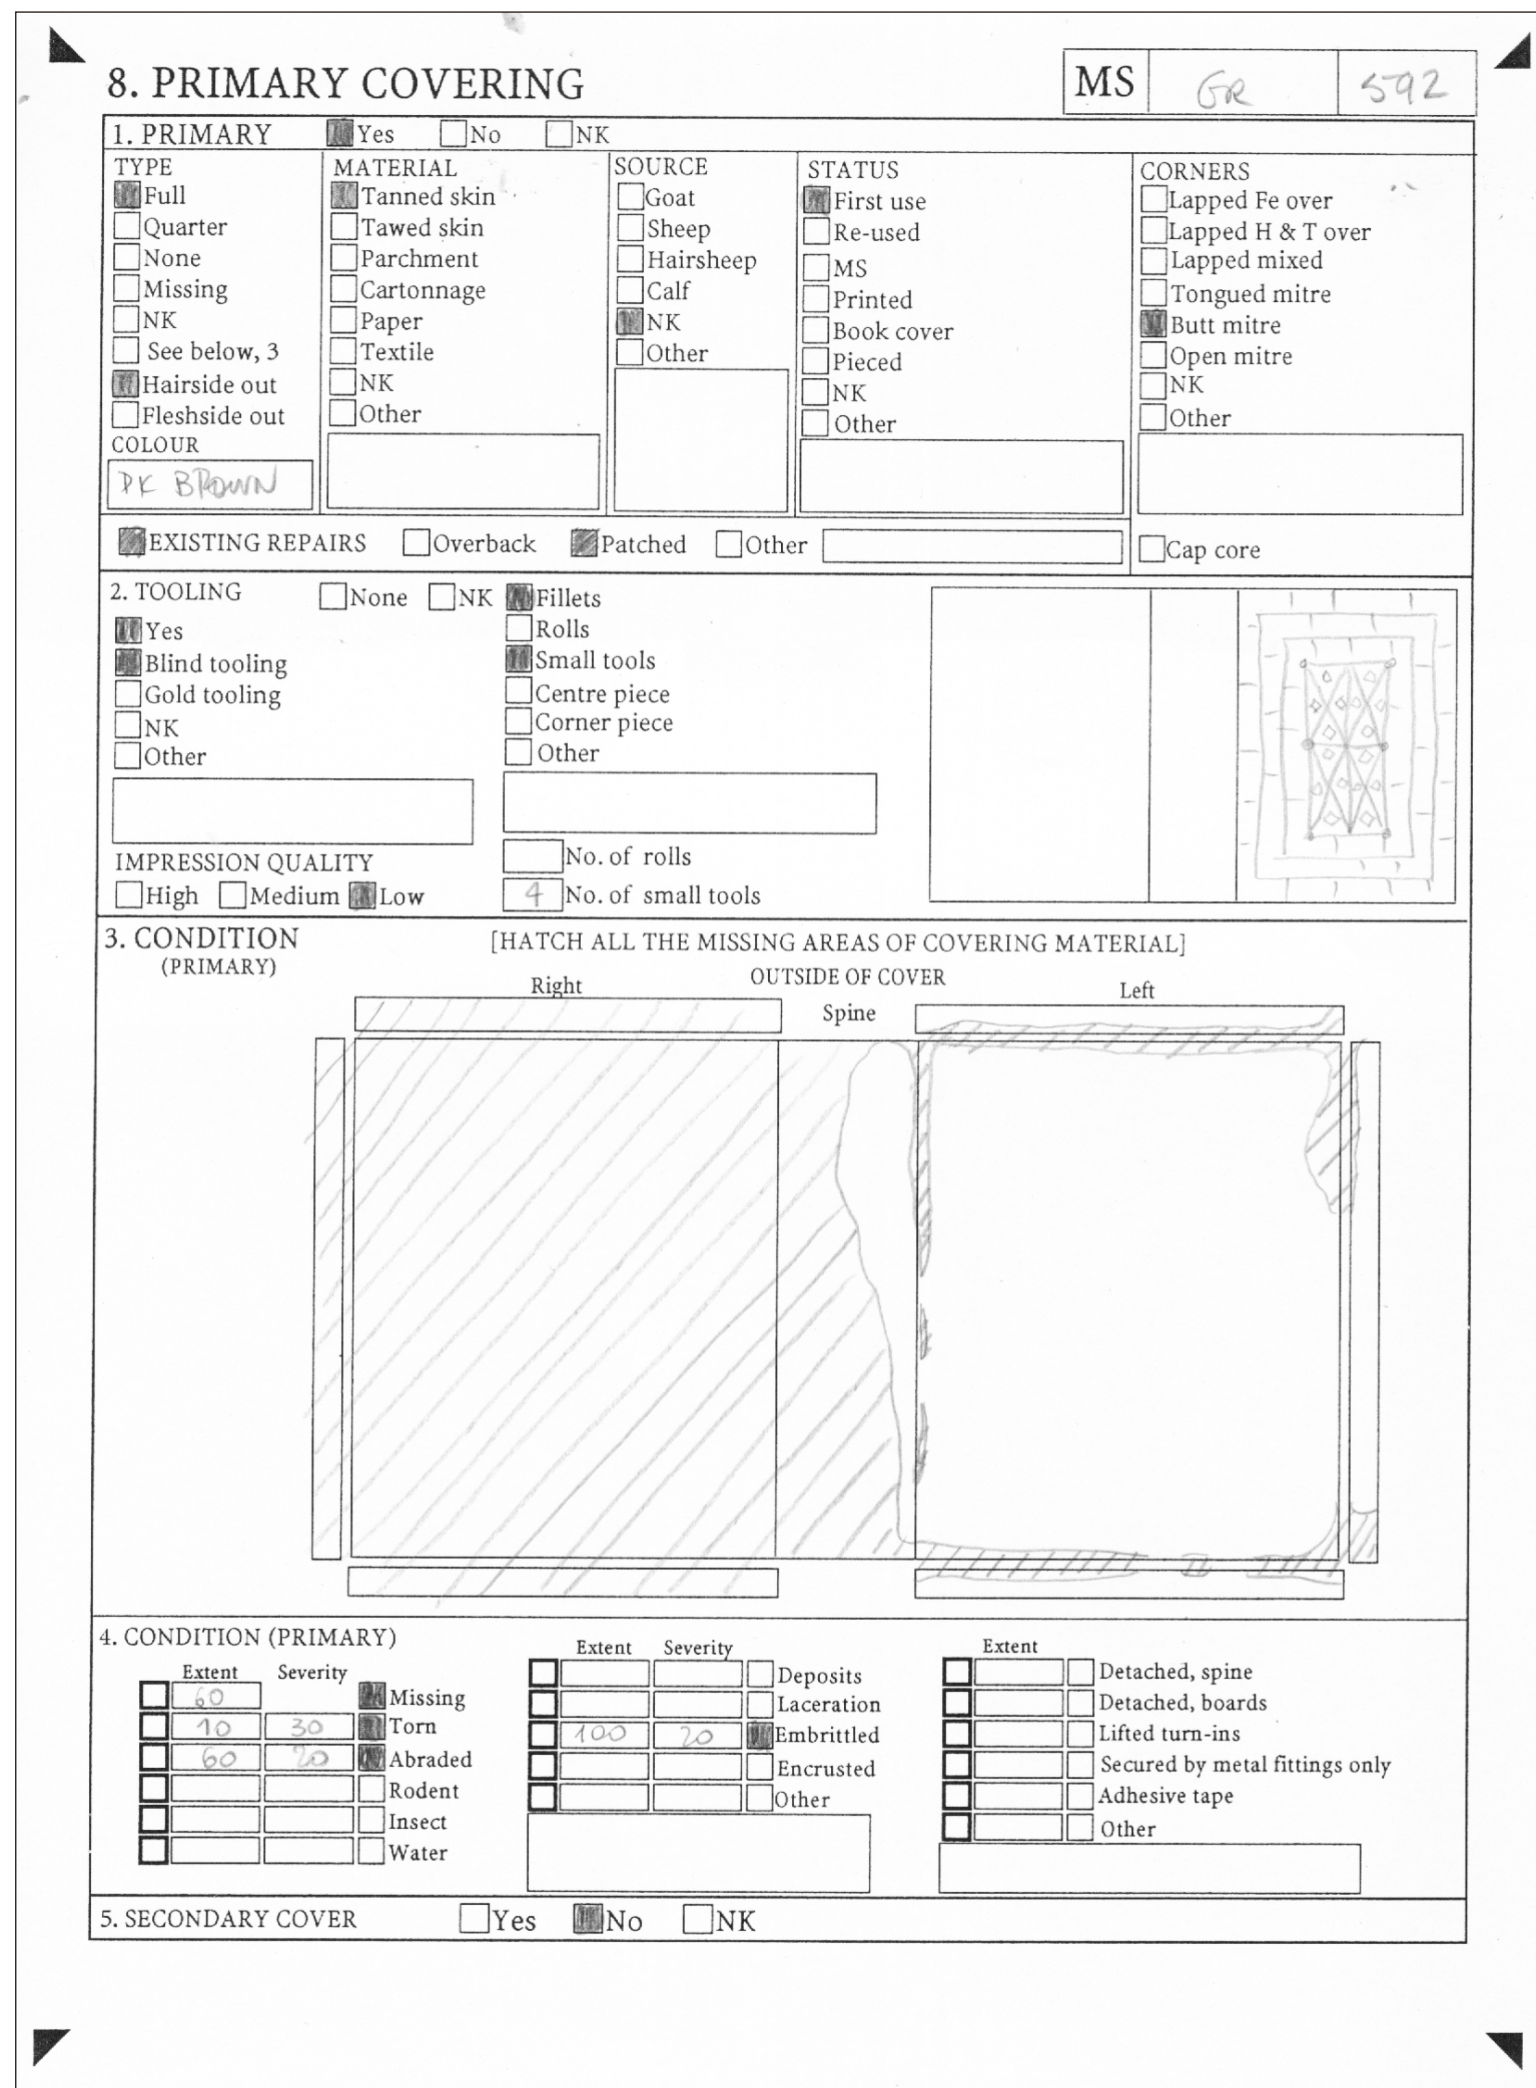 8. PRIMARY COVERING
MS GR 592
1. PRIMARY Yes No NK
TYPE
Full
Quarter
None
Missing
NK
See below, 3
Hairside out
Fleshside out
COLOUR
DK BROWN
MATERIAL
Tanned skin
Tawed skin
Parchment
Cartonnage
Paper
Textile
NK
Other
SOURCE
Goat
Sheep
Hairsheep
Calf
NK
Other
STATUS
First use
Re-used
MS
Printed
Book cover
Pieced
NK
Other
CORNERS
Lapped Fe over
Lapped H & T over
Lapped mixed
Tongued mitre
Butt mitre
Open mitre
NK
Other
EXISTING REPAIRS Overback Patched Other
Cap core
2. TOOLING None NK
Yes
Blind tooling
Gold tooling
NK
Other
IMPRESSION QUALITY
High Medium Low
Fillets
Rolls
Small tools
Centre piece
Corner piece
Other
No. of rolls
4 No. of small tools
3. CONDITION [HATCH ALL THE MISSING AREAS OF COVERING MATERIAL]
(PRIMARY)
OUTSIDE OF COVER
Right Spine Left
4. CONDITION (PRIMARY)
Extent Severity
60 Missing
10 30 Torn
60 20 Abraded
Rodent
Insect
Water
Extent Severity
Deposits
Laceration
100 20 Embrittled
Encrusted
Other
Extent
Detached, spine
Detached, boards
Lifted turn-ins
Secured by metal fittings only
Adhesive tape
Other
5. SECONDARY COVER Yes No NK